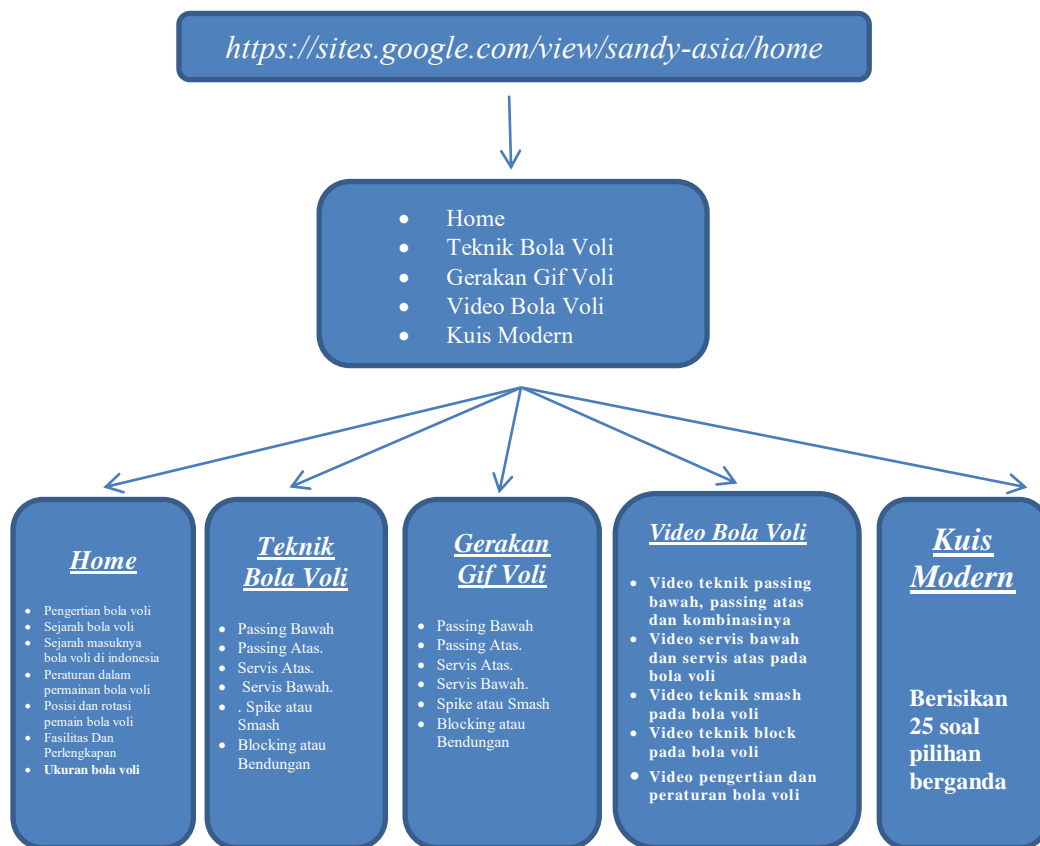 https://sites.google.com/view/sandy-asia/home
• Home
• Teknik Bola Voli
• Gerakan Gif Voli
• Video Bola Voli
• Kuis Modern
Home
• Pengertian bola voli
• Sejarah bola voli
• Sejarah masuknya
bola voli di indonesia
• Peraturan dalam
permainan bola voli
• Posisi dan rotasi
pemain bola voli
• Fasilitas Dan
Perlengkapan
• Ukuran bola voli
Teknik
Bola Voli
• Passing Bawah
• Passing Atas.
• Servis Atas.
• Servis Bawah.
• . Spike atau
Smash
• Blocking atau
Bendungan
Gerakan
Gif Voli
• Passing Bawah
• Passing Atas.
• Servis Atas.
• Servis Bawah.
• Spike atau Smash
• Blocking atau
Bendungan
Video Bola Voli
• Video teknik passing
bawah, passing atas
dan kombinasinya
• Video servis bawah
dan servis atas pada
bola voli
• Video teknik smash
pada bola voli
• Video teknik block
pada bola voli
• Video pengertian dan
peraturan bola voli
Kuis
Modern
Berisikan
25 soal
pilihan
berganda